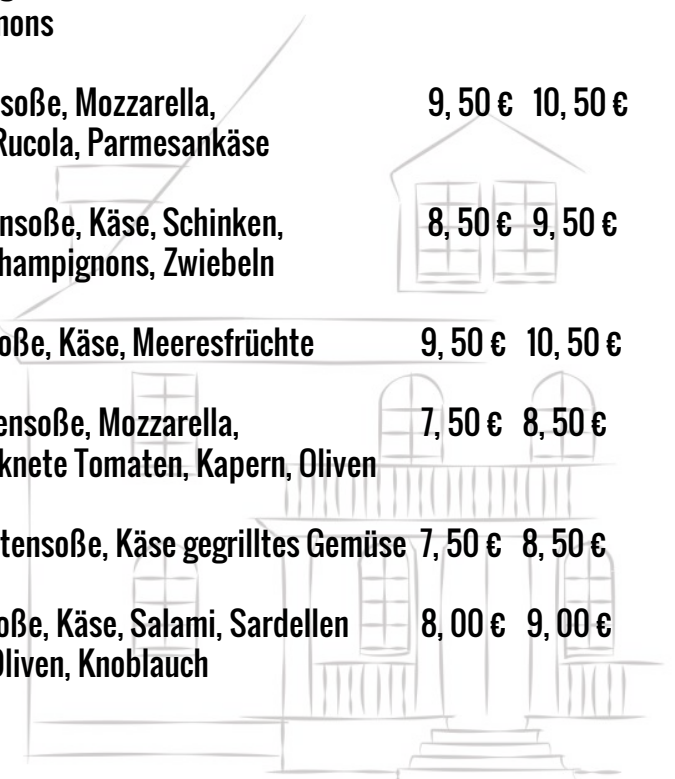 nons
soße, Mozzarella, 9, 50 € 10, 50 €
Rucola, Parmesankäse
nsoße, Käse, Schinken, 8, 50 € 9, 50 €
hampignons, Zwiebeln
oße, Käse, Meeresfrüchte 9, 50 € 10, 50 €
ensoße, Mozzarella, 7, 50 € 8, 50 €
knete Tomaten, Kapern, Oliven
tensoße, Käse gegrilltes Gemüse 7, 50 € 8, 50 €
oße, Käse, Salami, Sardellen 8, 00 € 9, 00 €
Oliven, Knoblauch